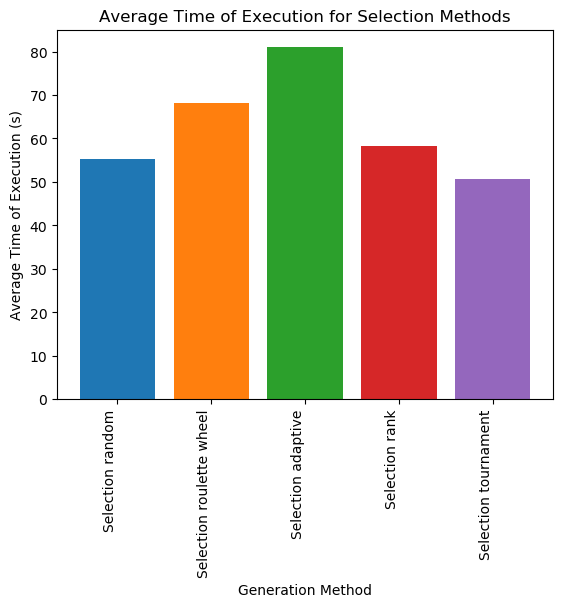 Average Time of Execution for Selection Methods
Average Time of Execution (s)
80
70
60
50
40
30
20
10
0
Selection random
Selection roulette wheel
Selection adaptive
Selection rank
Selection tournament
Generation Method